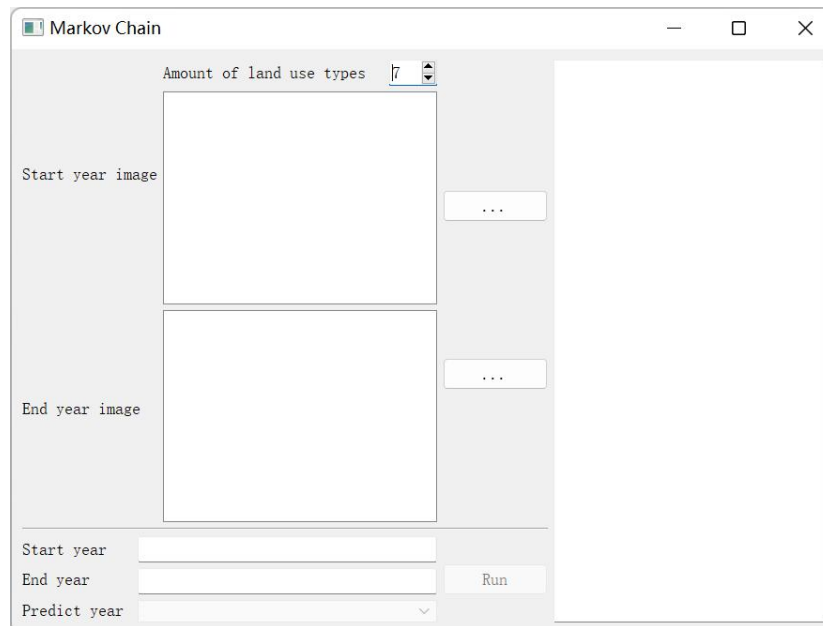 Markov Chain
Amount of land use types 7
Start year image
...
End year image
...
Start year
End year
Run
Predict year